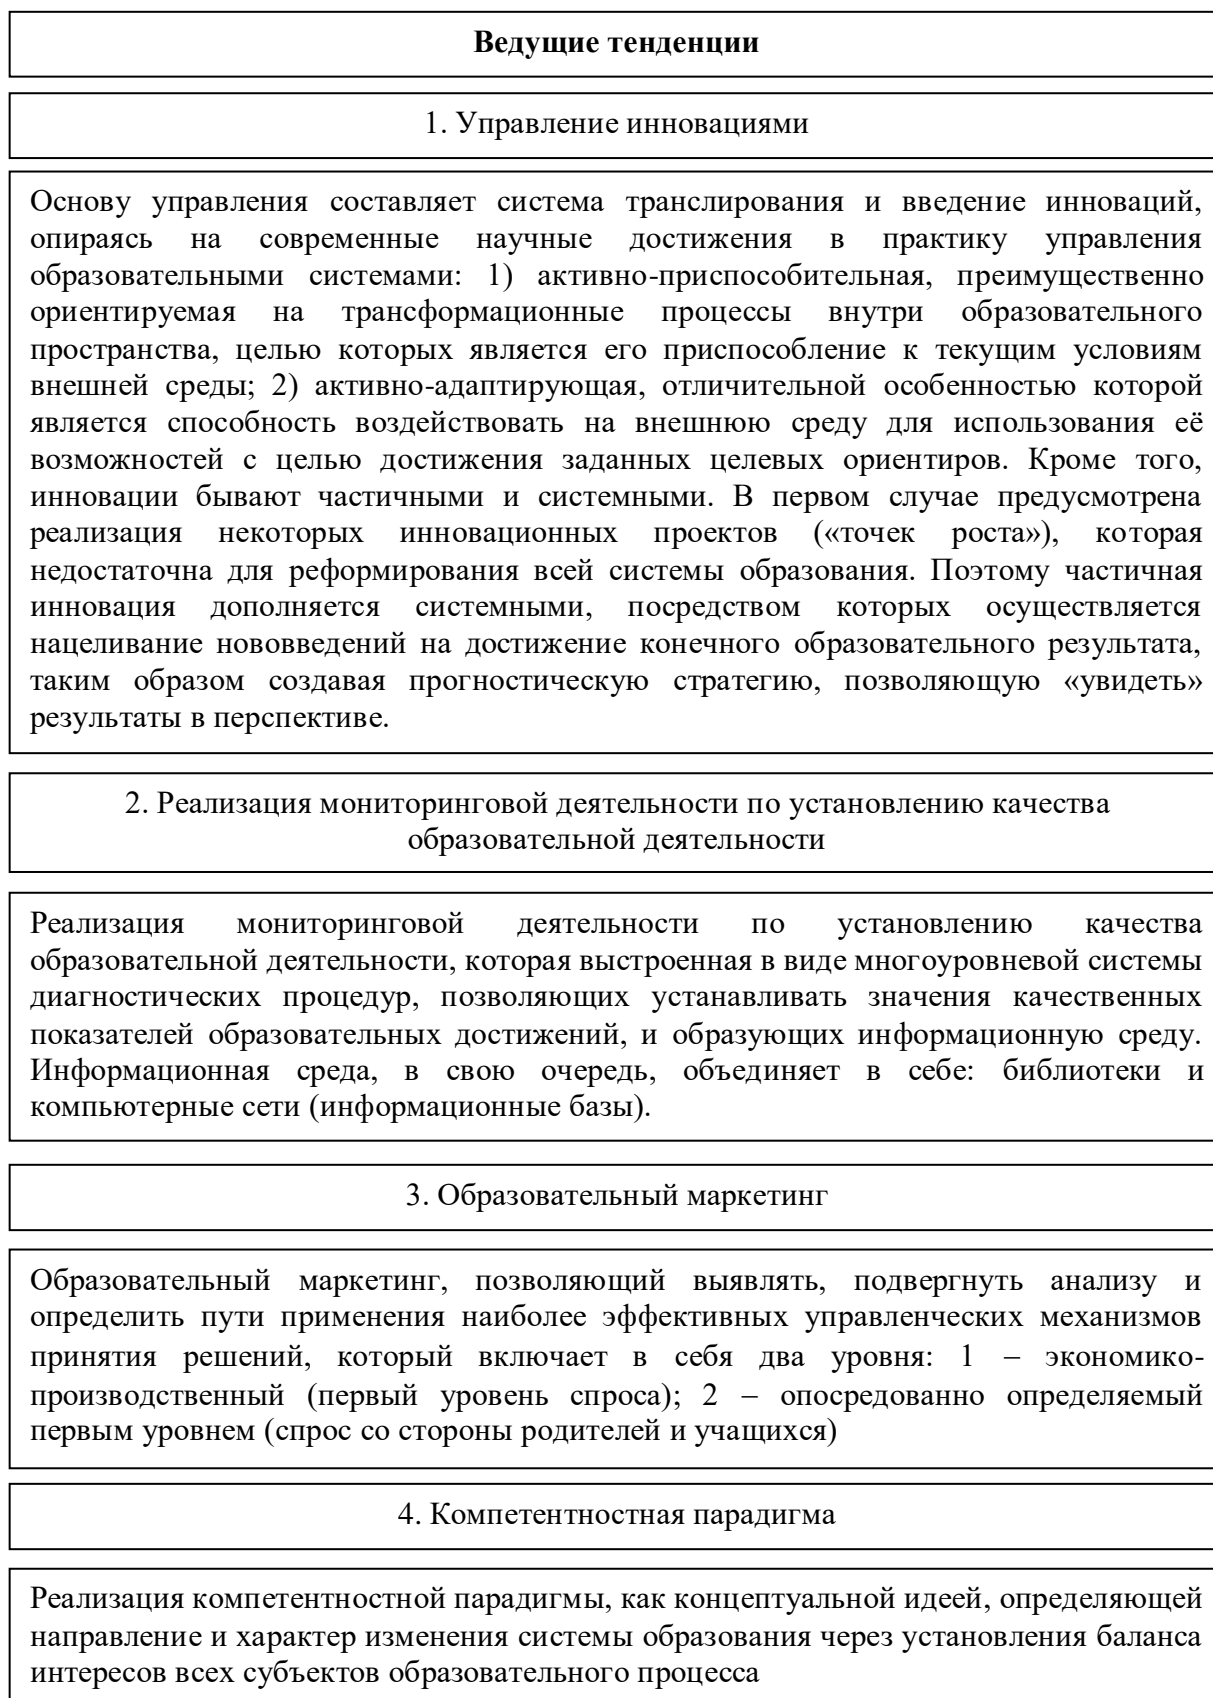 Ведущие тенденции
1. Управление инновациями
Основу управления составляет система транслирования и введение инноваций,
опираясь на современные научные достижения в практику управления
образовательными системами: 1) активно-приспособительная, преимущественно
ориентируемая на трансформационные процессы внутри образовательного
пространства, целью которых является его приспособление к текущим условиям
внешней среды; 2) активно-адаптирующая, отличительной особенностью которой
является способность воздействовать на внешнюю среду для использования её
возможностей с целью достижения заданных целевых ориентиров. Кроме того,
инновации бывают частичными и системными. В первом случае предусмотрена
реализация некоторых инновационных проектов («точек роста»), которая
недостаточна для реформирования всей системы образования. Поэтому частичная
инновация дополняется системными, посредством которых осуществляется
нацеливание нововведений на достижение конечного образовательного результата,
таким образом создавая прогностическую стратегию, позволяющую «увидеть»
результаты в перспективе.
2. Реализация мониторинговой деятельности по установлению качества
образовательной деятельности
Реализация мониторинговой деятельности по установлению качества
образовательной деятельности, которая выстроенная в виде многоуровневой системы
диагностических процедур, позволяющих устанавливать значения качественных
показателей образовательных достижений, и образующих информационную среду.
Информационная среда, в свою очередь, объединяет в себе: библиотеки и
компьютерные сети (информационные базы).
3. Образовательный маркетинг
Образовательный маркетинг, позволяющий выявлять, подвергнуть анализу и
определить пути применения наиболее эффективных управленческих механизмов
принятия решений, который включает в себя два уровня: 1 – экономико-
производственный (первый уровень спроса); 2 – опосредованно определяемый
первым уровнем (спрос со стороны родителей и учащихся)
4. Компетентностная парадигма
Реализация компетентностной парадигмы, как концептуальной идеей, определяющей
направление и характер изменения системы образования через установления баланса
интересов всех субъектов образовательного процесса